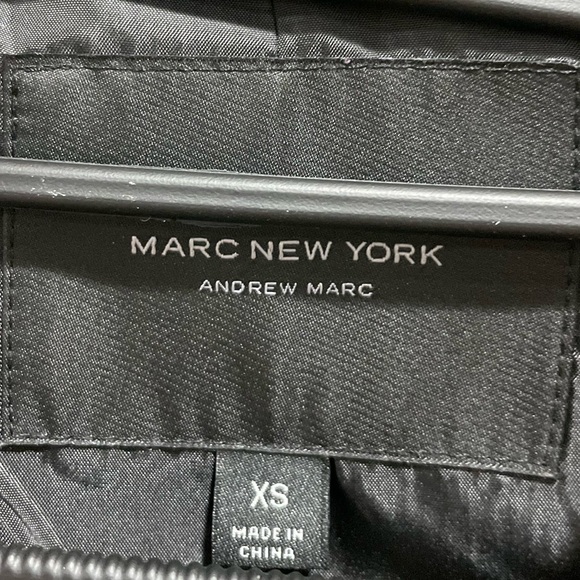 MARC NEW YORK
ANDREW MARC
XS
MADE IN
CHINA